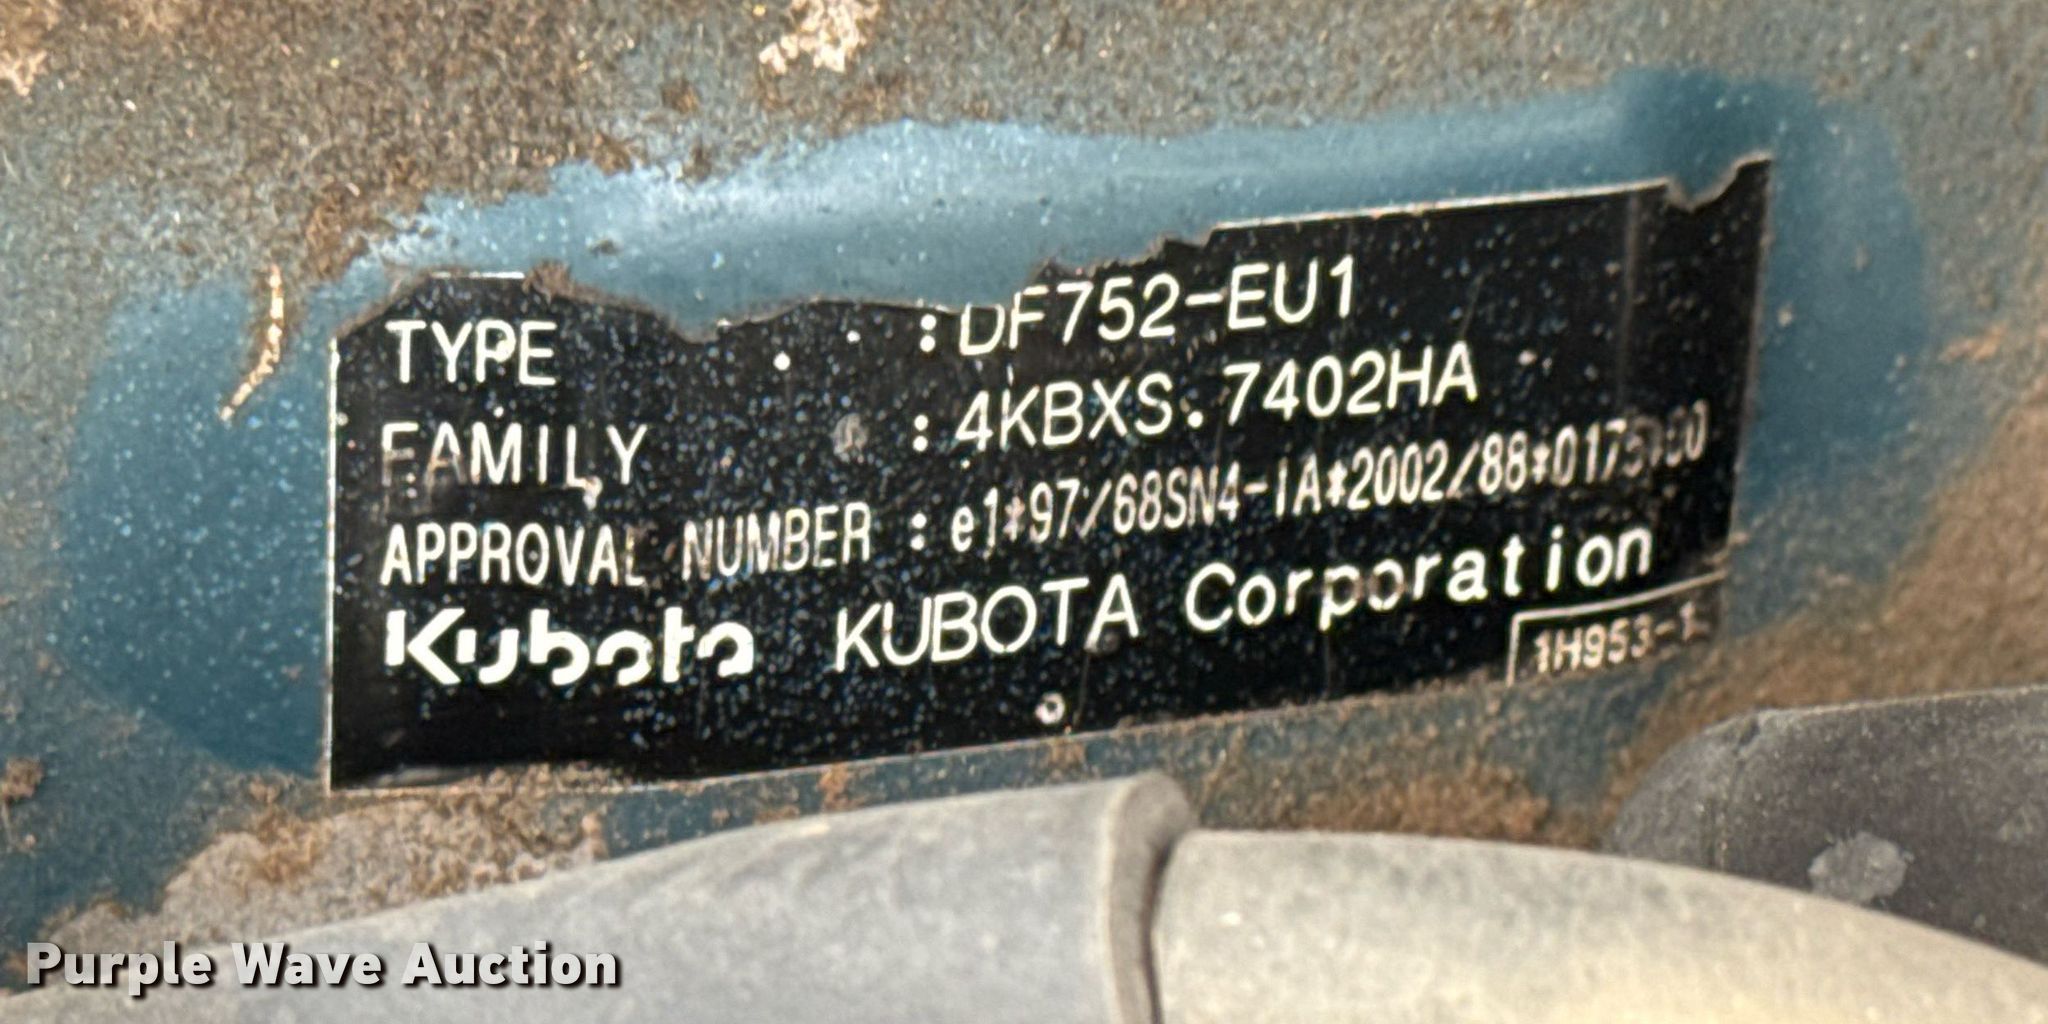 TYPE : DF752-EU1
FAMILY : 4KBXS.7402HA
APPROVAL NUMBER : e1*97/68SN4-IA*2002/88*0175*00
Kubota KUBOTA Corporation
1H953-1
Purple Wave Auction